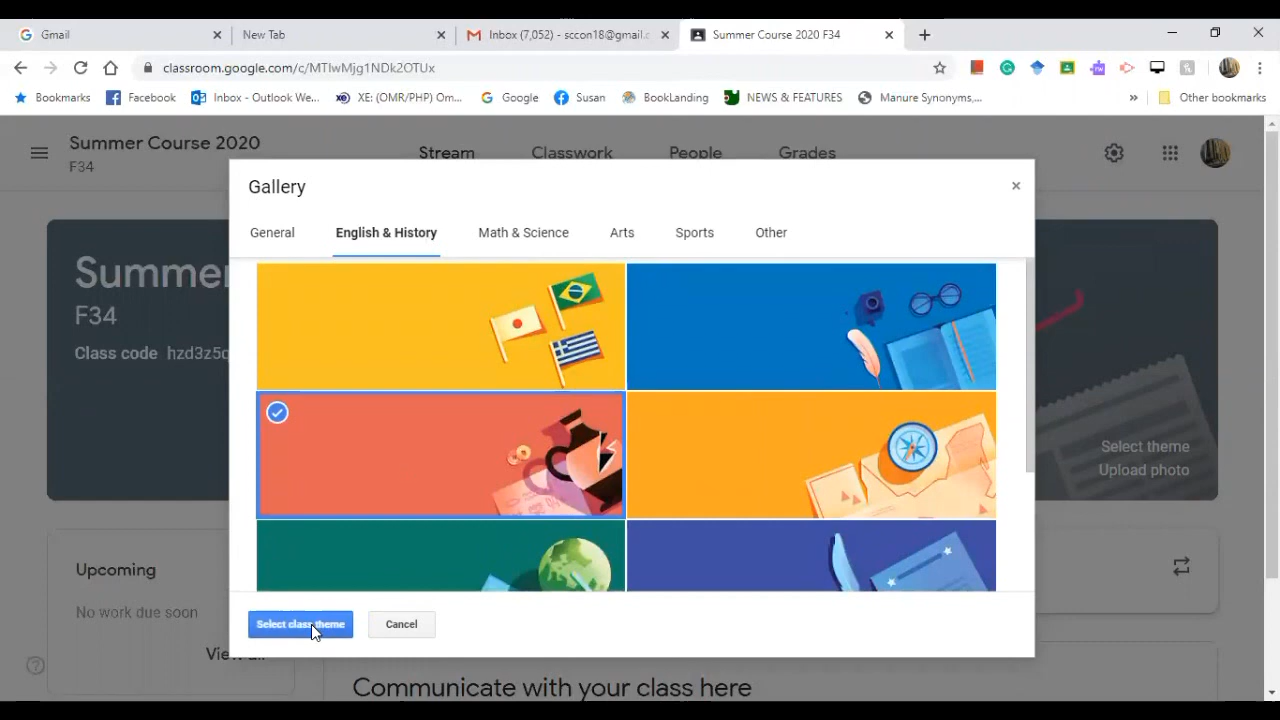 Gmail
New Tab
Inbox (7,052) - sccon18@gmail.c
Summer Course 2020 F34
classroom.google.com/c/MTIwMjg1NDk2OTUx
Bookmarks
Facebook
Inbox - Outlook We...
XE: (OMR/PHP) Om...
Google
Susan
BookLanding
NEWS & FEATURES
Manure Synonyms,...
Other bookmarks
Summer Course 2020
F34
Stream
Classwork
People
Grades
Gallery
General
English & History
Math & Science
Arts
Sports
Other
Summer
F34
Class code hzd3z5q
Select theme
Upload photo
Upcoming
No work due soon
View all
Select class theme
Cancel
Communicate with your class here